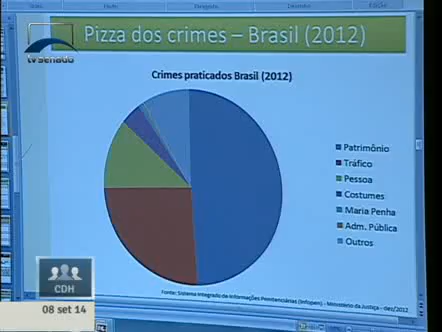 tv senado
Pizza dos crimes – Brasil (2012)
Crimes praticados Brasil (2012)
Patrimônio
Tráfico
Pessoa
Costumes
Maria Penha
Adm. Pública
Outros
Fonte: Sistema Integrado de Informações Penitenciárias (Infopen) - Ministério da Justiça - dez/2012
CDH
08 set 14